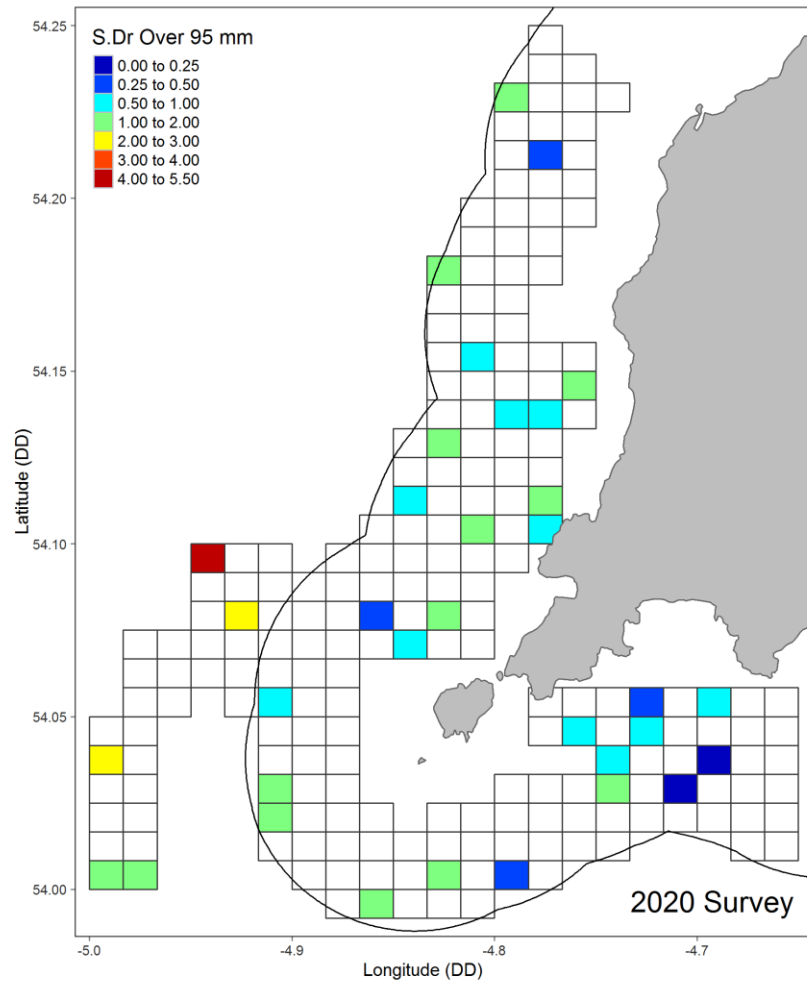 S.Dr Over 95 mm
0.00 to 0.25
0.25 to 0.50
0.50 to 1.00
1.00 to 2.00
2.00 to 3.00
3.00 to 4.00
4.00 to 5.50
54.25
54.20
54.15
54.10
54.05
54.00
Latitude (DD)
2020 Survey
-5.0 -4.9 -4.8 -4.7
Longitude (DD)